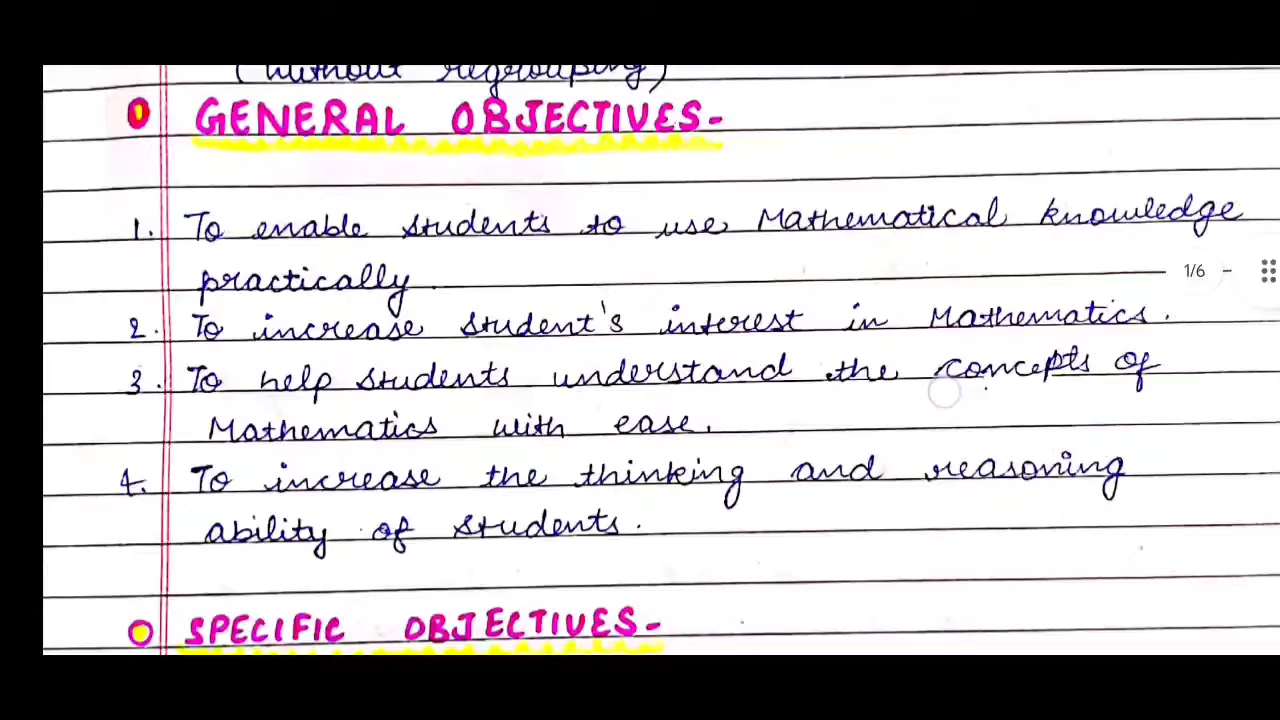 (without regrouping)
GENERAL OBJECTIVES-
1. To enable students to use Mathematical knowledge
practically.
1/6
2. To increase student's interest in Mathematics.
3. To help students understand the concepts of
Mathematics with ease.
4. To increase the thinking and reasoning
ability of students.
SPECIFIC OBJECTIVES-